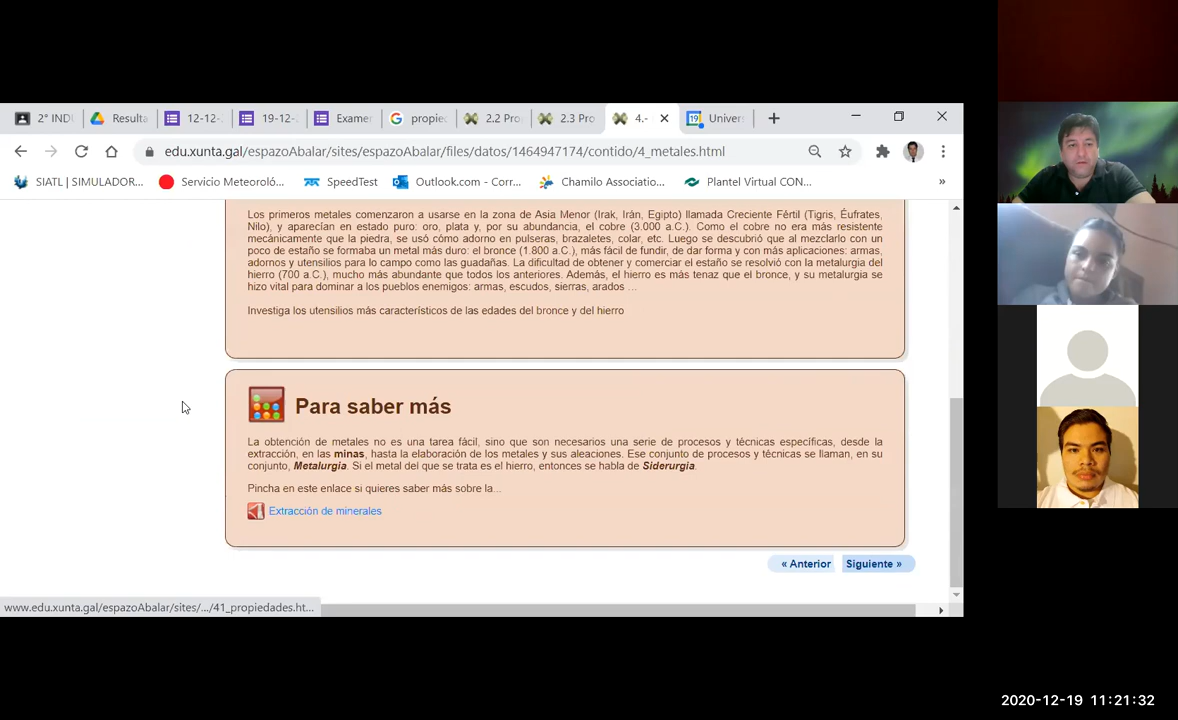 2° IND
Resulta
12-12-
19-12-
Examen
propie
2.2 Pro
2.3 Pro
4.-
19
Univers
edu.xunta.gal/espazoAbalar/sites/espazoAbalar/files/datos/1464947174/contido/4_metales.html
SIATL | SIMULADOR...
Servicio Meteoroló...
SpeedTest
Outlook.com - Corr...
Chamilo Associatio...
Plantel Virtual CON...
»
Los primeros metales comenzaron a usarse en la zona de Asia Menor (Irak, Irán, Egipto) llamada Creciente Fértil (Tigris, Éufrates,
Nilo), y aparecían en estado puro: oro, plata y, por su abundancia, el cobre (3.000 a.C.). Como el cobre no era más resistente
mecánicamente que la piedra, se usó cómo adorno en pulseras, brazaletes, colar, etc. Luego se descubrió que al mezclarlo con un
poco de estaño se formaba un metal más duro: el bronce (1.800 a.C.), más fácil de fundir, de dar forma y con más aplicaciones: armas,
adornos y utensilios para lo campo como las guadañas. La dificultad de obtener y comerciar el estaño se resolvió con la metalurgia del
hierro (700 a.C.), mucho más abundante que todos los anteriores. Además, el hierro es más tenaz que el bronce, y su metalurgia se
hizo vital para dominar a los pueblos enemigos: armas, escudos, sierras, arados ...
Investiga los utensilios más característicos de las edades del bronce y del hierro
Para saber más
La obtención de metales no es una tarea fácil, sino que son necesarios una serie de procesos y técnicas específicas, desde la
extracción, en las minas, hasta la elaboración de los metales y sus aleaciones. Ese conjunto de procesos y técnicas se llaman, en su
conjunto, Metalurgia. Si el metal del que se trata es el hierro, entonces se habla de Siderurgia.
Pincha en este enlace si quieres saber más sobre la...
Extracción de minerales
« Anterior
Siguiente »
www.edu.xunta.gal/espazoAbalar/sites/.../41_propiedades.ht...
2020-12-19 11:21:32